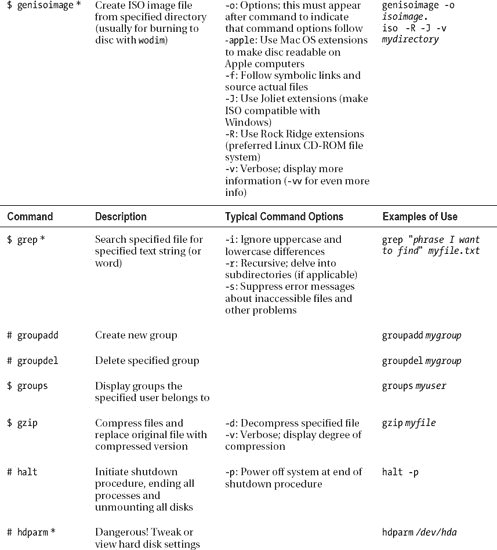 $ genisoimage * Create ISO image file -o: Options; this must appear genisoimage -o
from specified directory after command to indicate isoimage.
(usually for burning to that command options follow iso -R -J -v
disc with wodim) -apple: Use Mac OS extensions mydirectory
to make disc readable on
Apple computers
-f: Follow symbolic links and
source actual files
-J: Use Joliet extensions (make
ISO compatible with
Windows)
-R: Use Rock Ridge extensions
(preferred Linux CD-ROM file
system)
-v: Verbose; display more
information (-vv for even more
info)
Command Description Typical Command Options Examples of Use
$ grep * Search specified file for -i: Ignore uppercase and grep "phrase I want
specified text string (or lowercase differences to find" myfile.txt
word) -r: Recursive; delve into
subdirectories (if applicable)
-s: Suppress error messages
about inaccessible files and
other problems
# groupadd Create new group groupadd mygroup
# groupdel Delete specified group groupdel mygroup
$ groups Display groups the groups myuser
specified user belongs to
$ gzip Compress files and -d: Decompress specified file gzip myfile
replace original file with -v: Verbose; display degree of
compressed version compression
# halt Initiate shutdown -p: Power off system at end of halt -p
procedure, ending all shutdown procedure
processes and
unmounting all disks
# hdparm * Dangerous! Tweak or hdparm /dev/hda
view hard disk settings